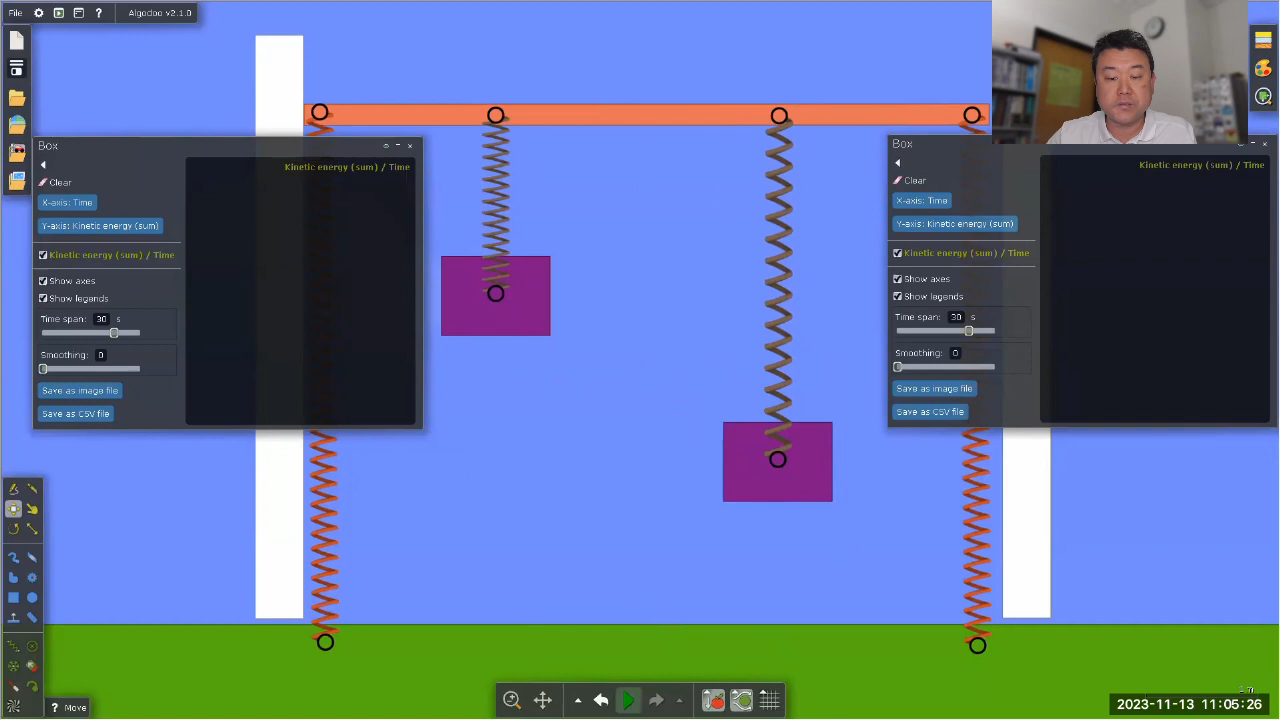 File
?
Algodoo v2.1.0
Box
Kinetic energy (sum) / Time
Clear
X-axis: Time
Y-axis: Kinetic energy (sum)
Kinetic energy (sum) / Time
Show axes
Show legends
Time span: 30 s
Smoothing: 0
Save as image file
Save as CSV file
Box
Kinetic energy (sum) / Time
Clear
X-axis: Time
Y-axis: Kinetic energy (sum)
Kinetic energy (sum) / Time
Show axes
Show legends
Time span: 30 s
Smoothing: 0
Save as image file
Save as CSV file
? Move
2023-11-13 11:05:26